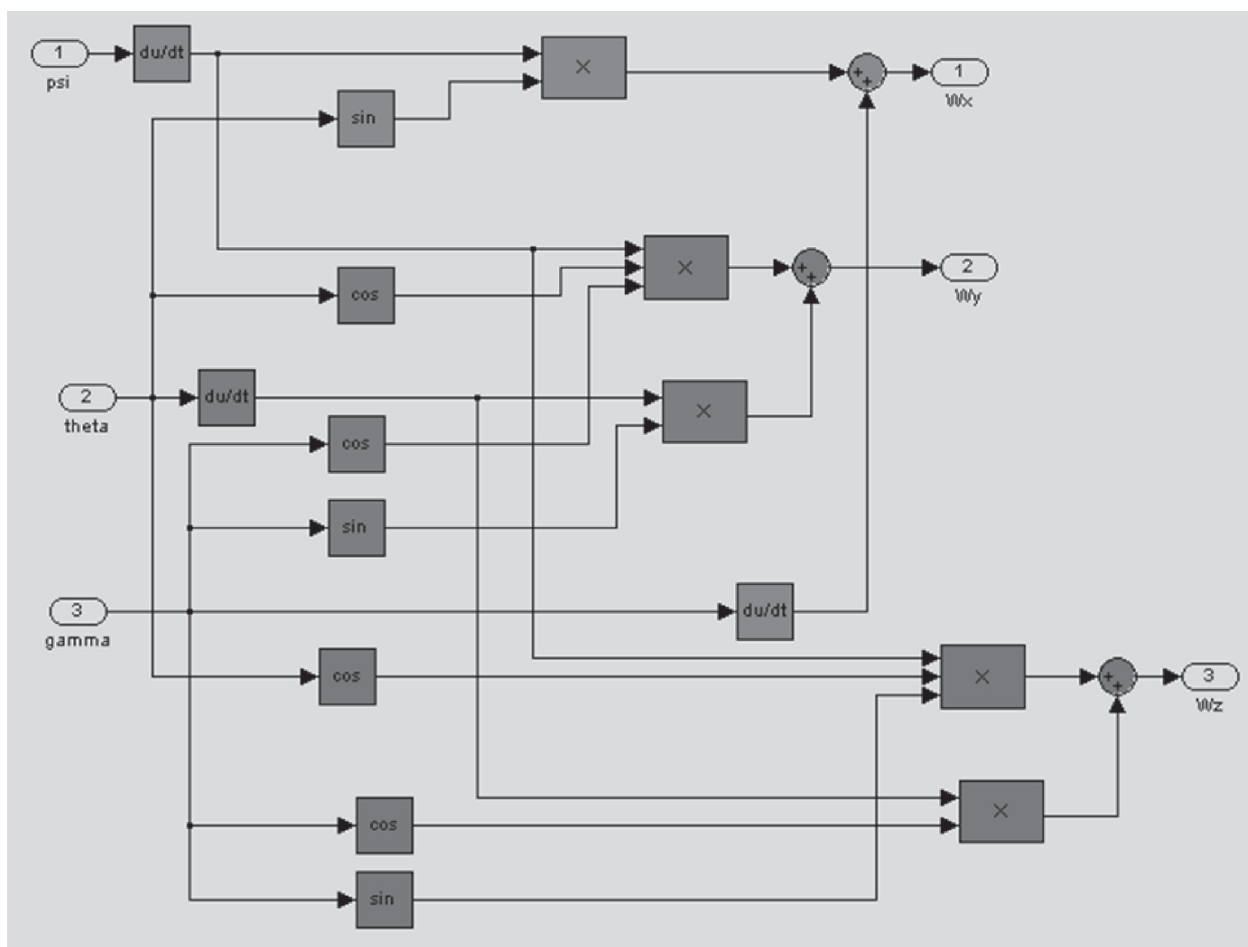 1
psi
du/dt
×
+
+
1
Wx
sin
cos
×
+
+
2
Wy
2
theta
du/dt
×
cos
sin
3
gamma
du/dt
cos
×
+
+
3
Wz
×
cos
sin